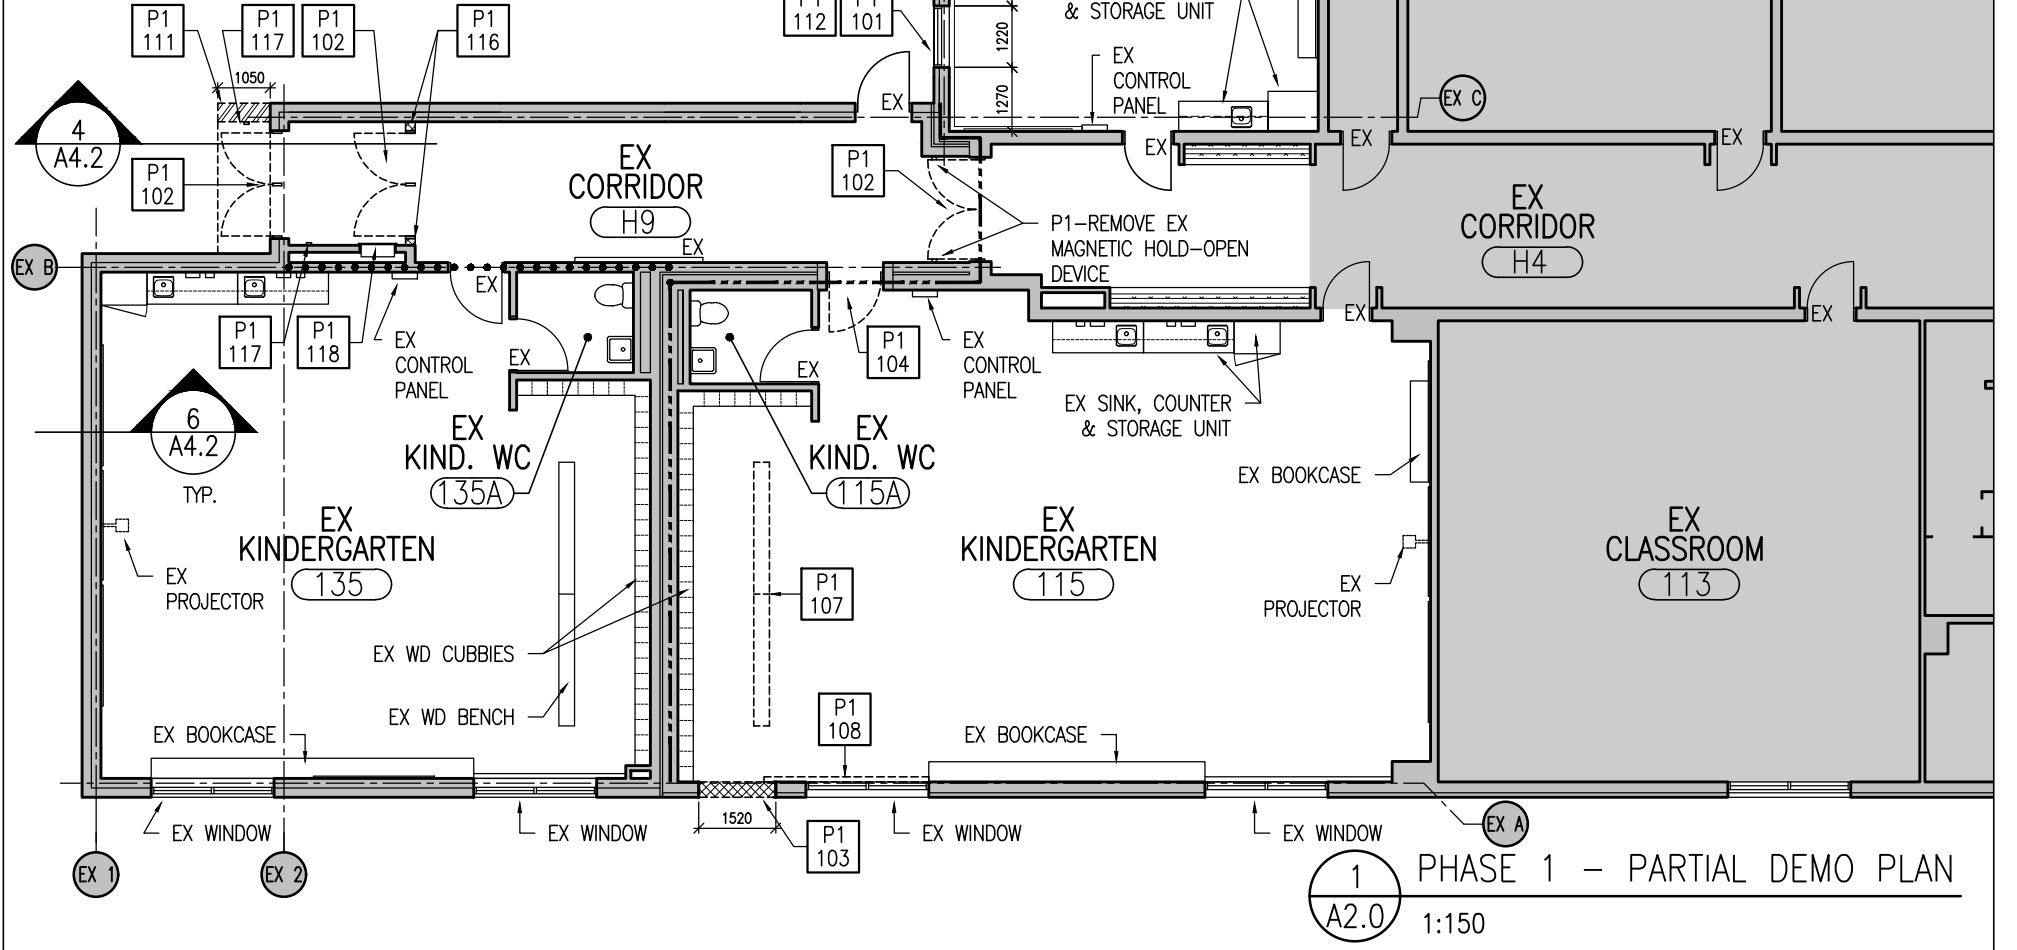 P1
111
P1
117
P1
102
P1
116
112
101
& STORAGE UNIT
1220
1270
EX
CONTROL
PANEL
1050
4
A4.2
P1
102
EX
CORRIDOR
H9
EX
P1
102
EX
EX
EX C
EX
EX
P1-REMOVE EX
MAGNETIC HOLD-OPEN
DEVICE
EX
CORRIDOR
H4
EX B
EX
EX
EX
P1
117
P1
118
EX
CONTROL
PANEL
EX
EX
P1
104
EX
CONTROL
PANEL
EX
6
A4.2
TYP.
EX
KIND. WC
135A
EX
KIND. WC
115A
EX SINK, COUNTER
& STORAGE UNIT
EX BOOKCASE
EX
KINDERGARTEN
135
EX
KINDERGARTEN
115
EX
CLASSROOM
113
EX
PROJECTOR
P1
107
EX
PROJECTOR
EX WD CUBBIES
EX WD BENCH
P1
108
EX BOOKCASE
EX BOOKCASE
EX WINDOW
EX WINDOW
1520
P1
103
EX WINDOW
EX WINDOW
EX A
EX 1
EX 2
1
A2.0
PHASE 1 - PARTIAL DEMO PLAN
1:150